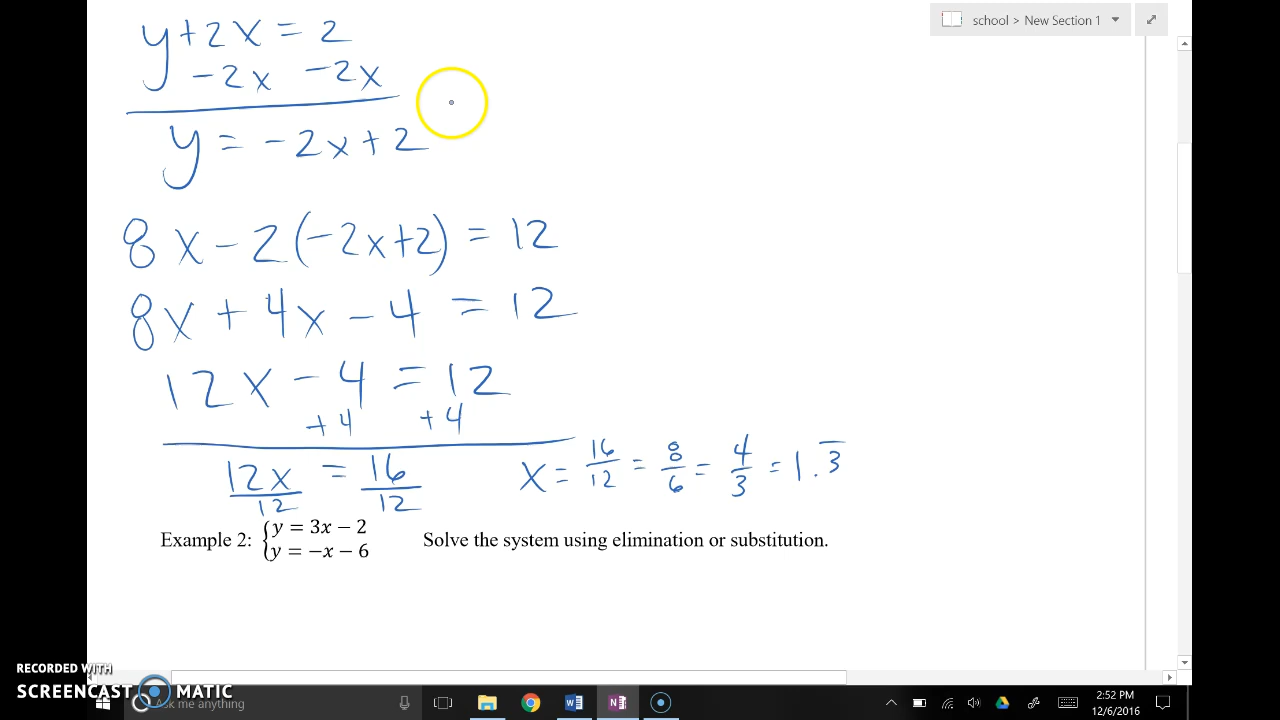 school > New Section 1
y + 2x = 2
-2x -2x
y = -2x + 2
8x - 2(-2x+2) = 12
8x + 4x - 4 = 12
12x - 4 = 12
+4 +4
12x/12 = 16/12
x = 16/12 = 8/6 = 4/3 = 1.3̅
Example 2: {y = 3x − 2
y = −x − 6
Solve the system using elimination or substitution.
RECORDED WITH
SCREENCAST MATIC
Ask me anything
2:52 PM
12/6/2016